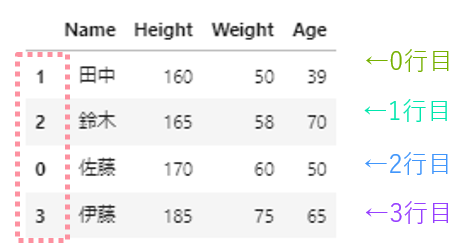 Name Height Weight Age
1 田中 160 50 39 ←0行目
2 鈴木 165 58 70 ←1行目
0 佐藤 170 60 50 ←2行目
3 伊藤 185 75 65 ←3行目